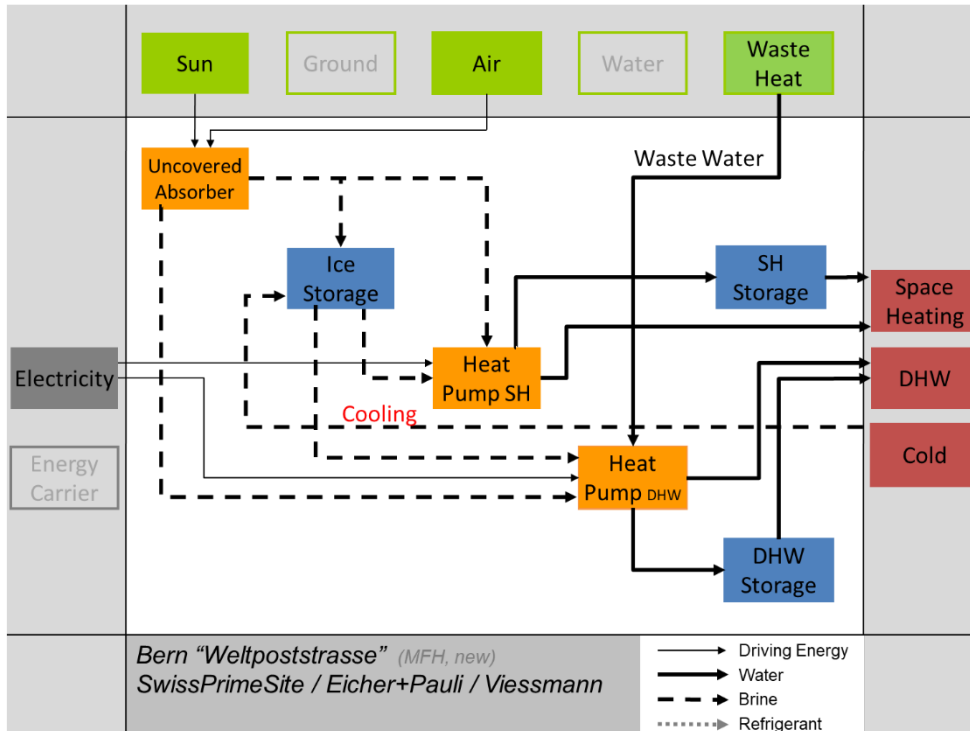 Sun
Ground
Air
Water
Waste
Heat
Waste Water
Uncovered
Absorber
Ice
Storage
SH
Storage
Space
Heating
Electricity
Heat
Pump SH
DHW
Cooling
Energy
Carrier
Heat
Pump DHW
Cold
DHW
Storage
Bern “Weltpoststrasse” (MFH, new)
SwissPrimeSite / Eicher+Pauli / Viessmann
Driving Energy
Water
Brine
Refrigerant